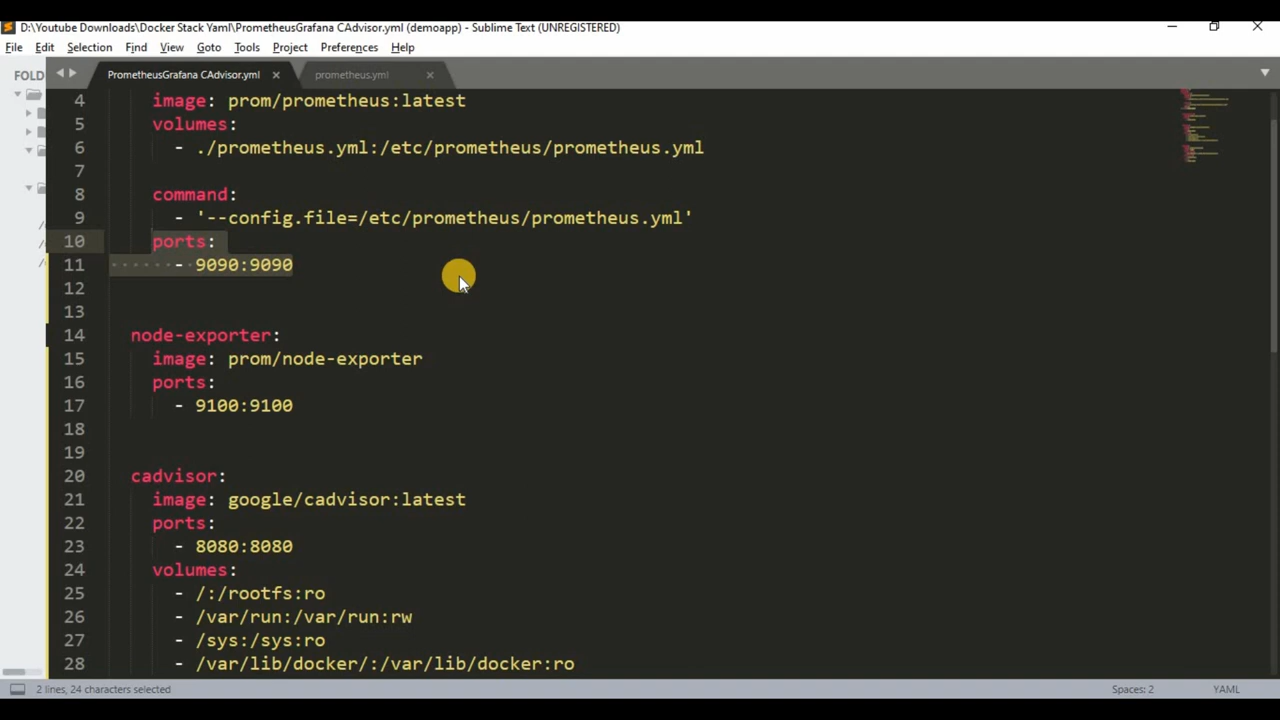 D:\Youtube Downloads\Docker Stack Yaml\PrometheusGrafana CAdvisor.yml (demoapp) - Sublime Text (UNREGISTERED)
File Edit Selection Find View Goto Tools Project Preferences Help
FOLD
PrometheusGrafana CAdvisor.yml
prometheus.yml
4 image: prom/prometheus:latest
5 volumes:
6 - ./prometheus.yml:/etc/prometheus/prometheus.yml
7
8 command:
9 - '--config.file=/etc/prometheus/prometheus.yml'
10 ports:
11 - 9090:9090
12
13
14 node-exporter:
15 image: prom/node-exporter
16 ports:
17 - 9100:9100
18
19
20 cadvisor:
21 image: google/cadvisor:latest
22 ports:
23 - 8080:8080
24 volumes:
25 - /:/rootfs:ro
26 - /var/run:/var/run:rw
27 - /sys:/sys:ro
28 - /var/lib/docker/:/var/lib/docker:ro
2 lines, 24 characters selected
Spaces: 2
YAML